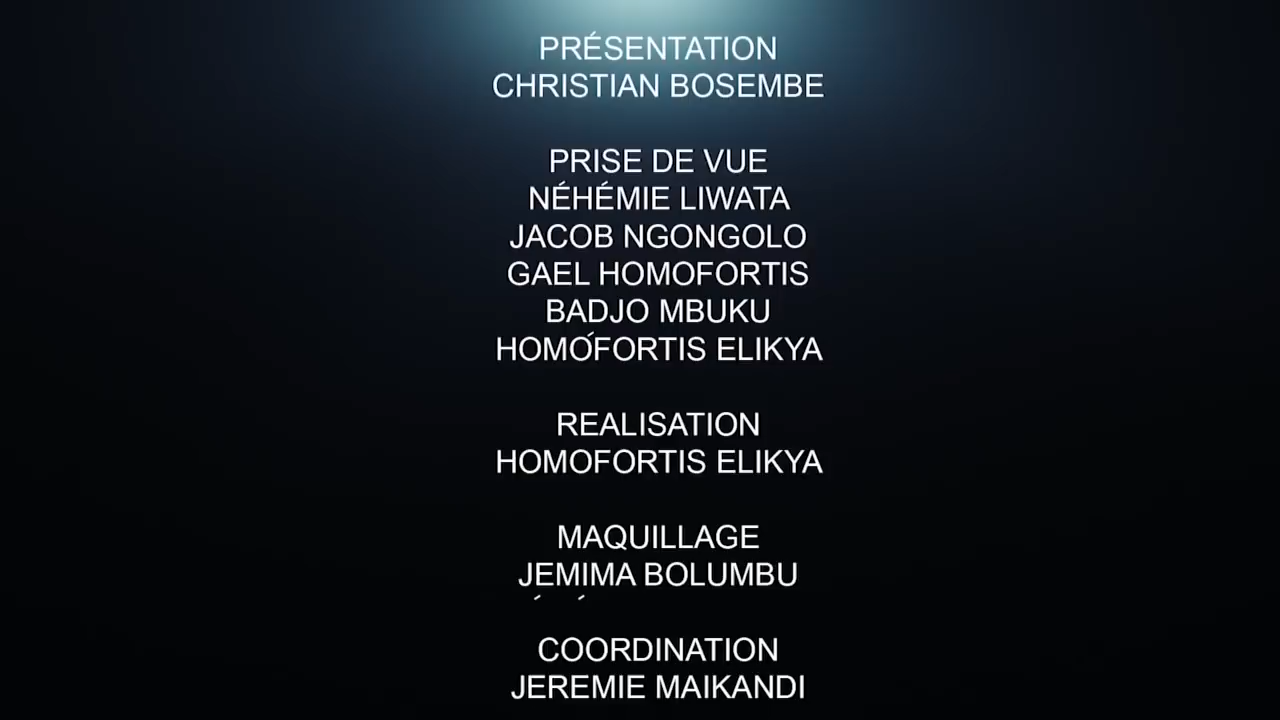 PRÉSENTATION
CHRISTIAN BOSEMBE
PRISE DE VUE
NÉHÉMIE LIWATA
JACOB NGONGOLO
GAEL HOMOFORTIS
BADJO MBUKU
HOMOFORTIS ELIKYA
REALISATION
HOMOFORTIS ELIKYA
MAQUILLAGE
JEMIMA BOLUMBU
COORDINATION
JEREMIE MAIKANDI